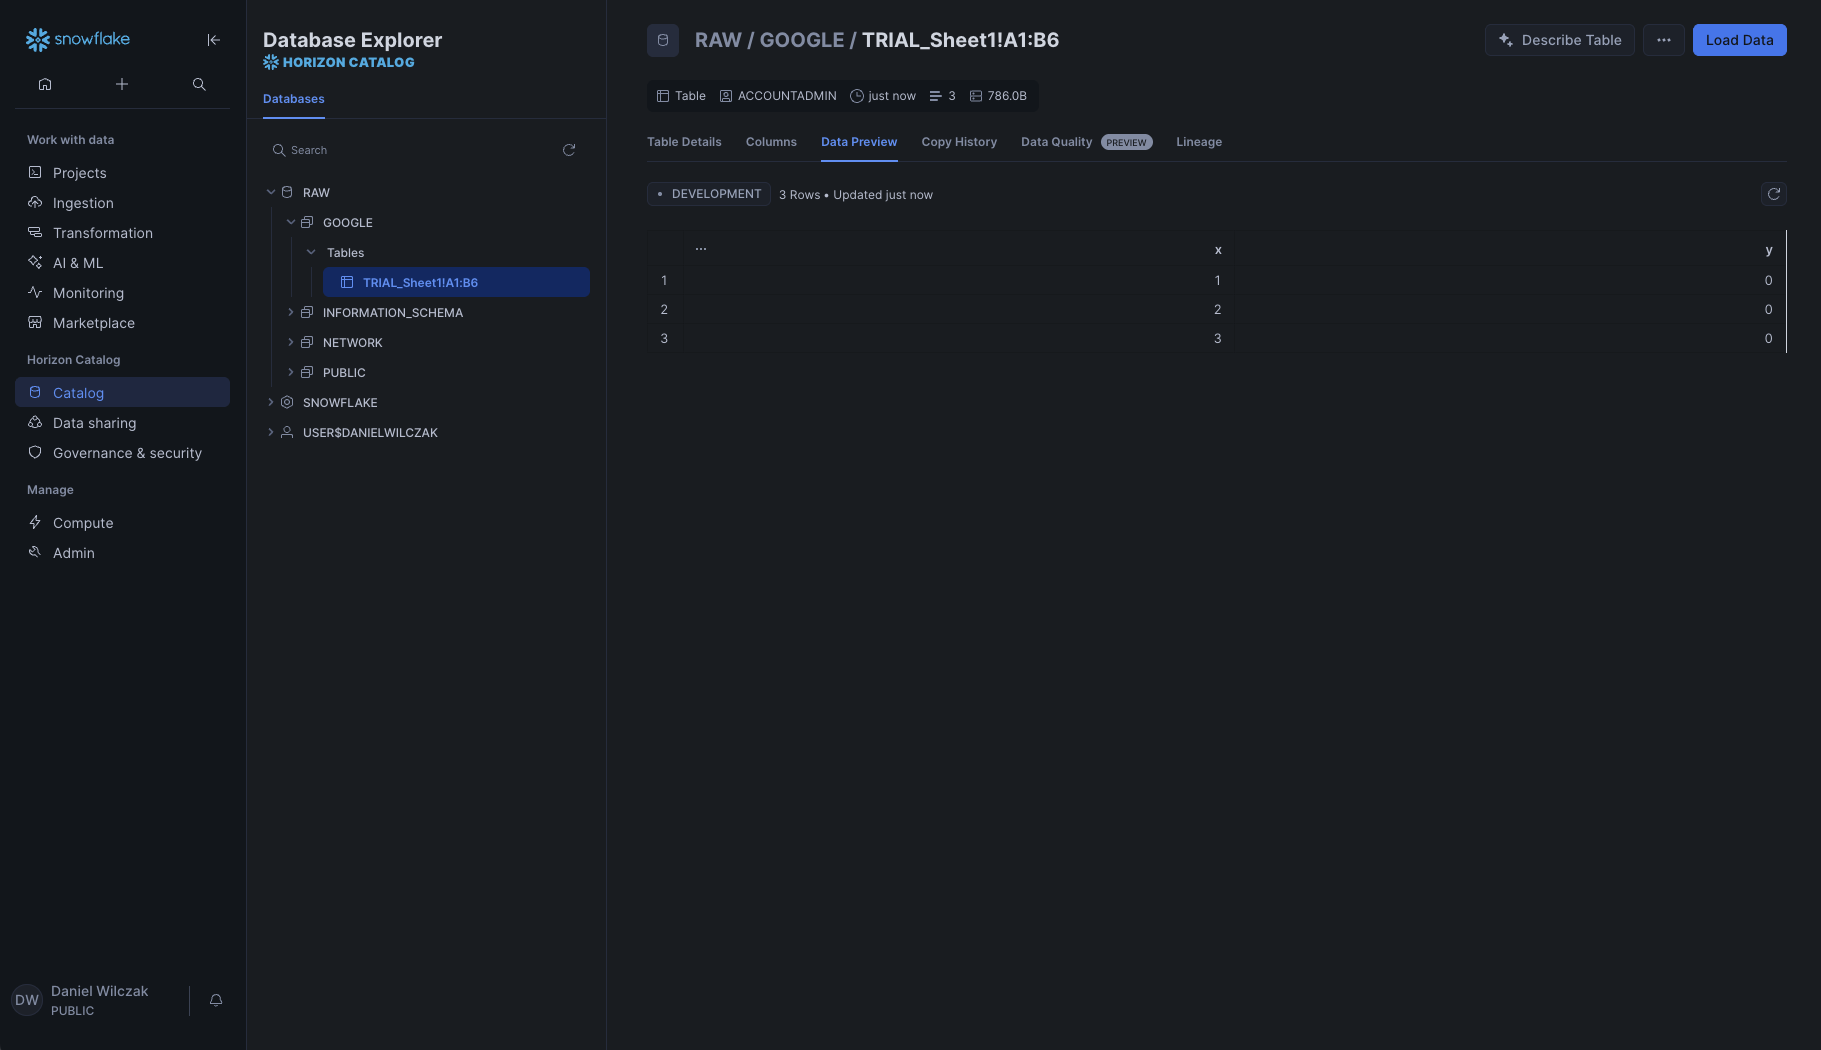 snowflake
Work with data
Projects
Ingestion
Transformation
AI & ML
Monitoring
Marketplace
Horizon Catalog
Catalog
Data sharing
Governance & security
Manage
Compute
Admin
DW
Daniel Wilczak
PUBLIC
Database Explorer
HORIZON CATALOG
Databases
Search
RAW
GOOGLE
Tables
TRIAL_Sheet1!A1:B6
INFORMATION_SCHEMA
NETWORK
PUBLIC
SNOWFLAKE
USER$DANIELWILCZAK
RAW / GOOGLE / TRIAL_Sheet1!A1:B6
Describe Table
...
Load Data
Table ACCOUNTADMIN just now 3 786.0B
Table Details Columns Data Preview Copy History Data Quality PREVIEW Lineage
• DEVELOPMENT 3 Rows • Updated just now
... x y
1 1 0
2 2 0
3 3 0